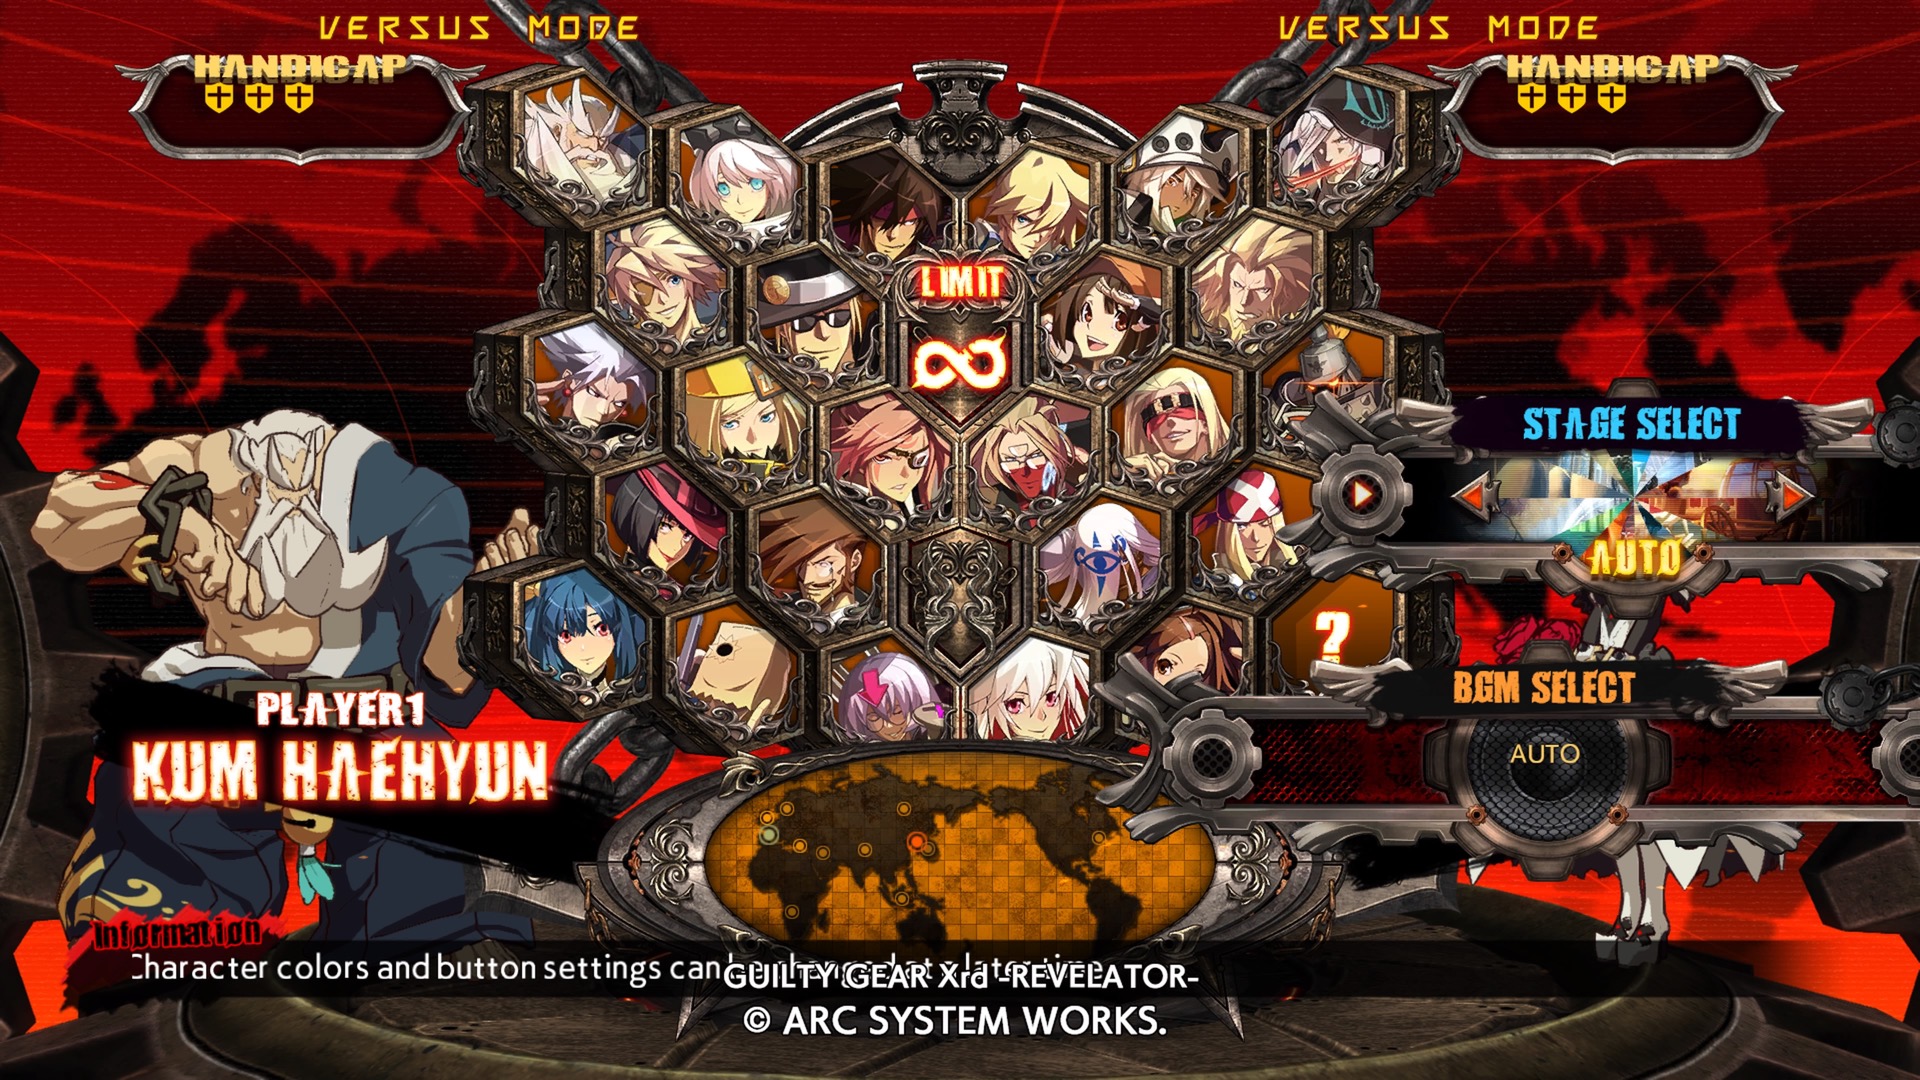 VERSUS MODE
VERSUS MODE
HANDICAP
HANDICAP
LIMIT
∞
STAGE SELECT
AUTO
?
BGM SELECT
AUTO
PLAYER1
KUM HAEHYUN
Information
Character colors and button settings can
GUILTY GEAR Xrd -REVELATOR-
© ARC SYSTEM WORKS.